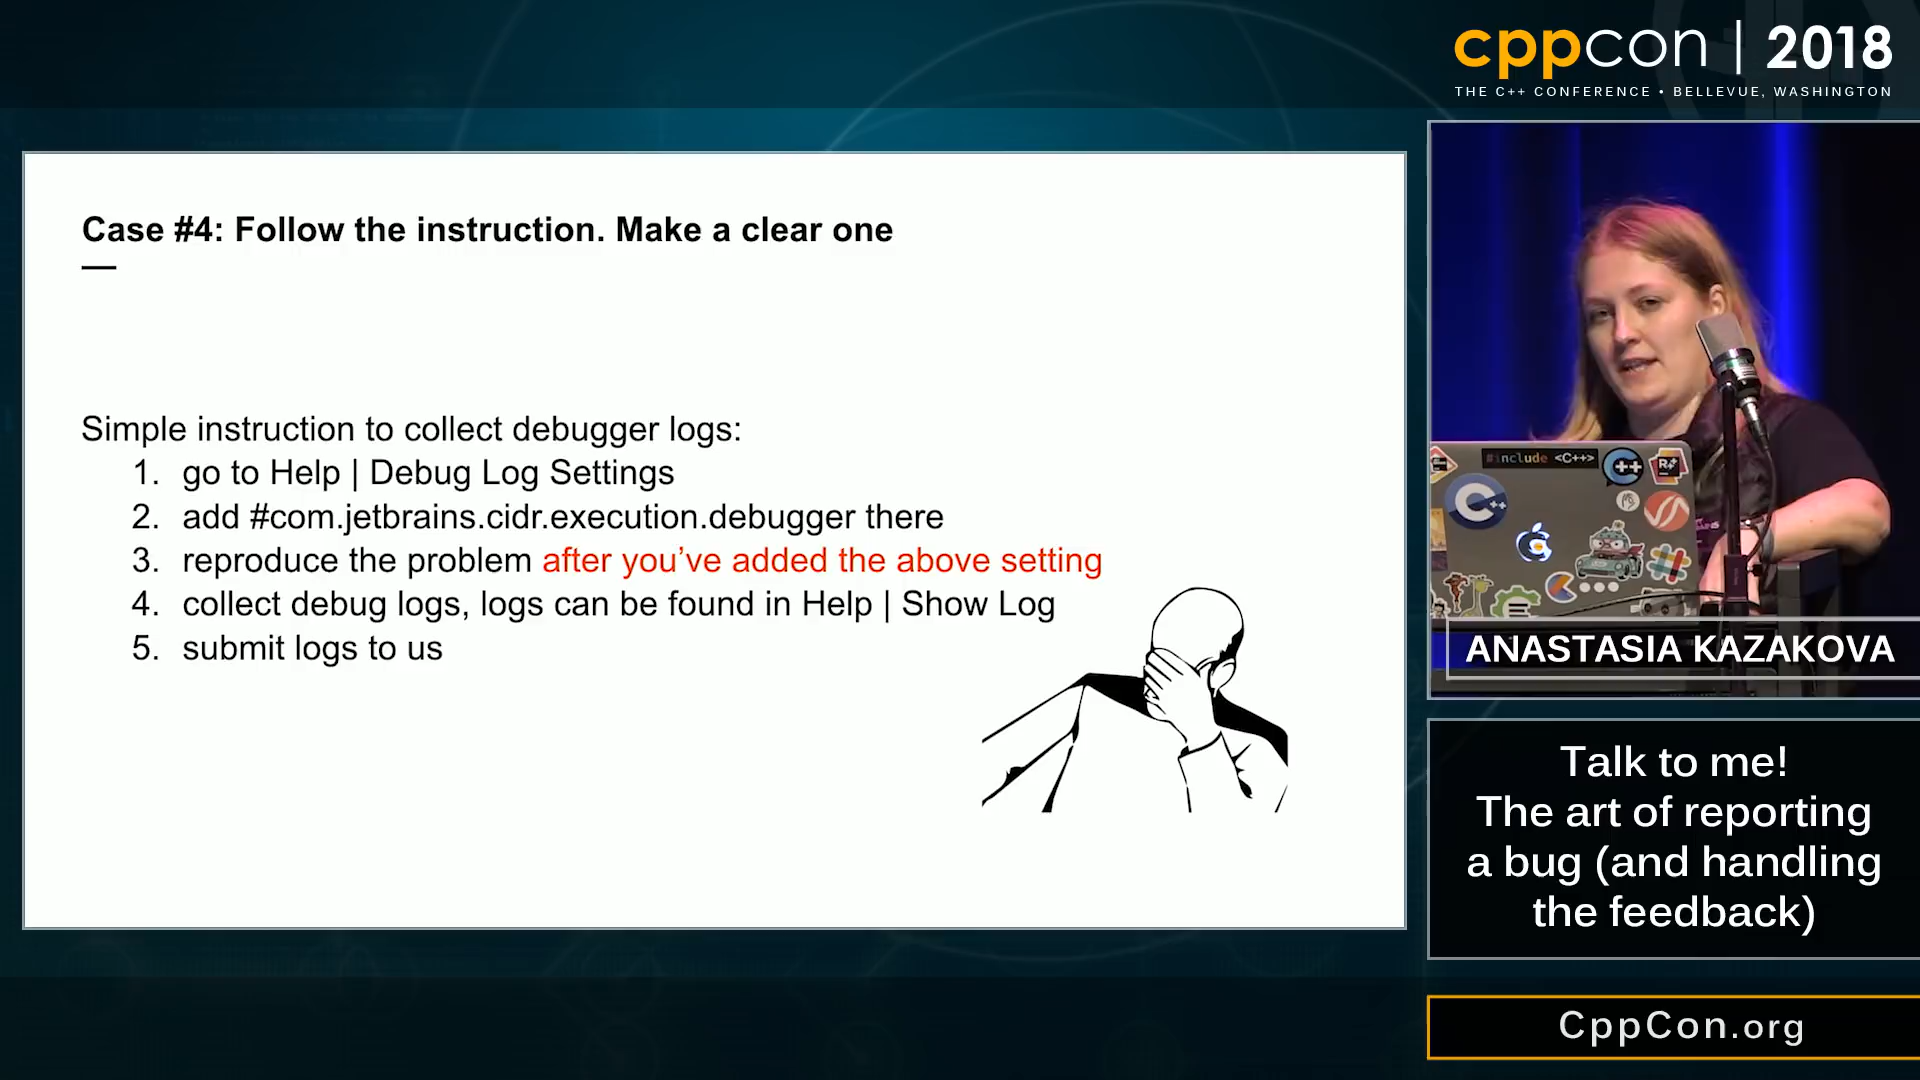 cppcon | 2018
THE C++ CONFERENCE • BELLEVUE, WASHINGTON
Case #4: Follow the instruction. Make a clear one
Simple instruction to collect debugger logs:
1. go to Help | Debug Log Settings
2. add #com.jetbrains.cidr.execution.debugger there
3. reproduce the problem after you’ve added the above setting
4. collect debug logs, logs can be found in Help | Show Log
5. submit logs to us
#include <C++>
C++
R+
C++
ANASTASIA KAZAKOVA
Talk to me!
The art of reporting
a bug (and handling
the feedback)
CppCon.org